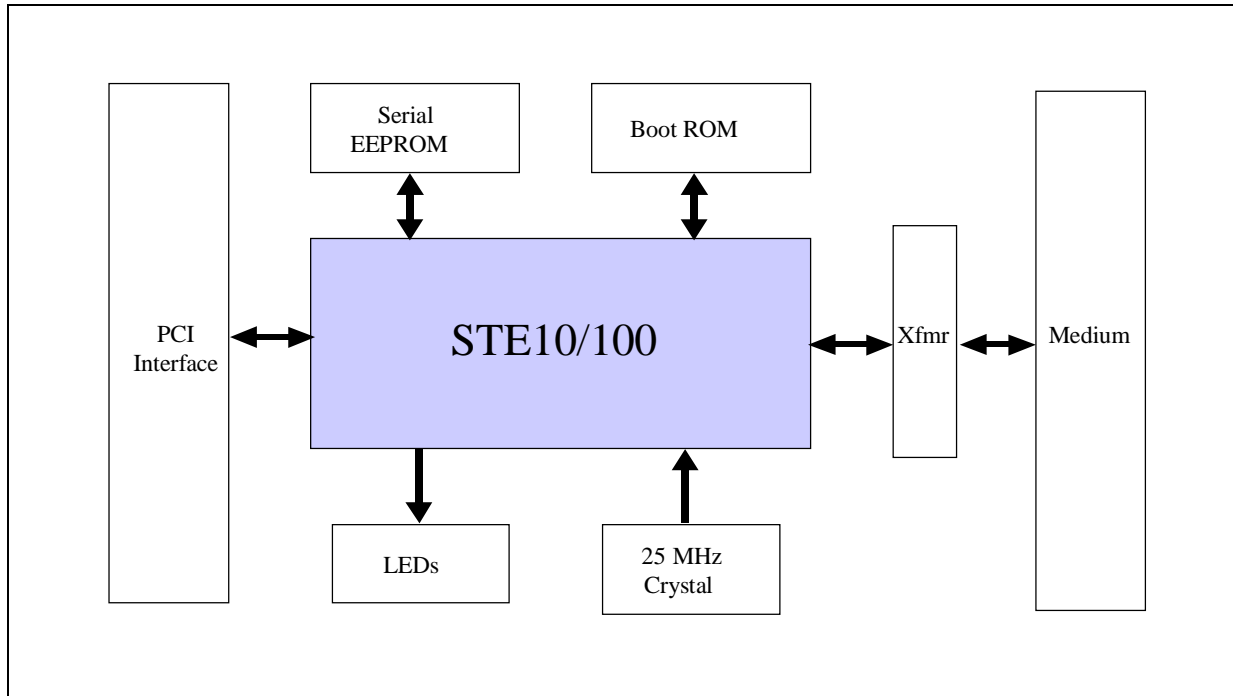 Serial
EEPROM
Boot ROM
PCI
Interface
STE10/100
Xfmr
Medium
LEDs
25 MHz
Crystal